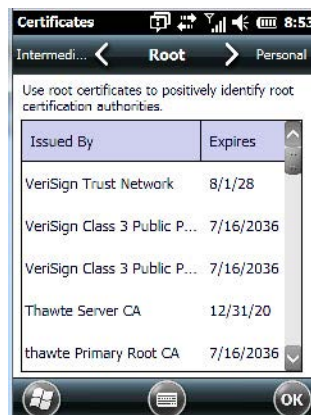 Certificates 8:53
Intermedi... Root Personal
Use root certificates to positively identify root
certification authorities.
Issued By Expires
VeriSign Trust Network 8/1/28
VeriSign Class 3 Public P... 7/16/2036
VeriSign Class 3 Public P... 7/16/2036
Thawte Server CA 12/31/20
thawte Primary Root CA 7/16/2036
OK